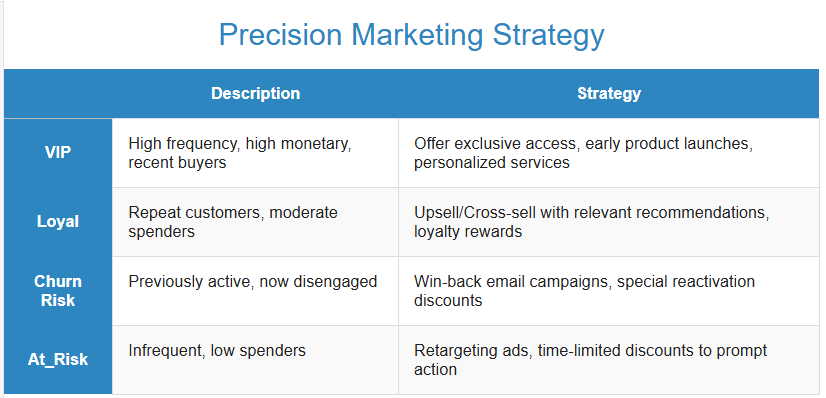 Precision Marketing Strategy
Description
Strategy
VIP
High frequency, high monetary,
recent buyers
Offer exclusive access, early product launches,
personalized services
Loyal
Repeat customers, moderate
spenders
Upsell/Cross-sell with relevant recommendations,
loyalty rewards
Churn
Risk
Previously active, now disengaged
Win-back email campaigns, special reactivation
discounts
At_Risk
Infrequent, low spenders
Retargeting ads, time-limited discounts to prompt
action